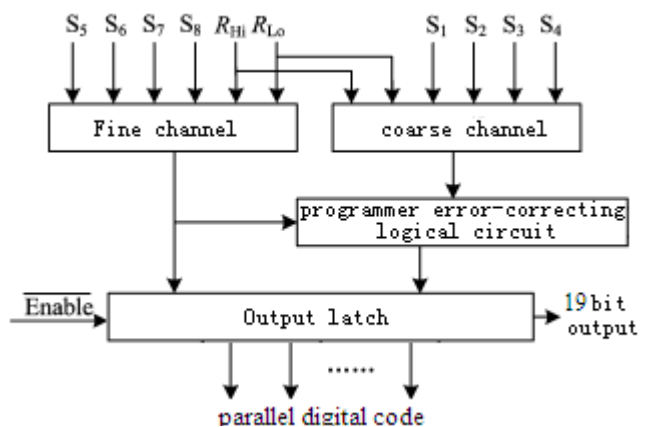 S5 S6 S7 S8 RHi RLo S1 S2 S3 S4
Fine channel
coarse channel
programmer error-correcting
logical circuit
Enable
Output latch
19bit
output
......
parallel digital code